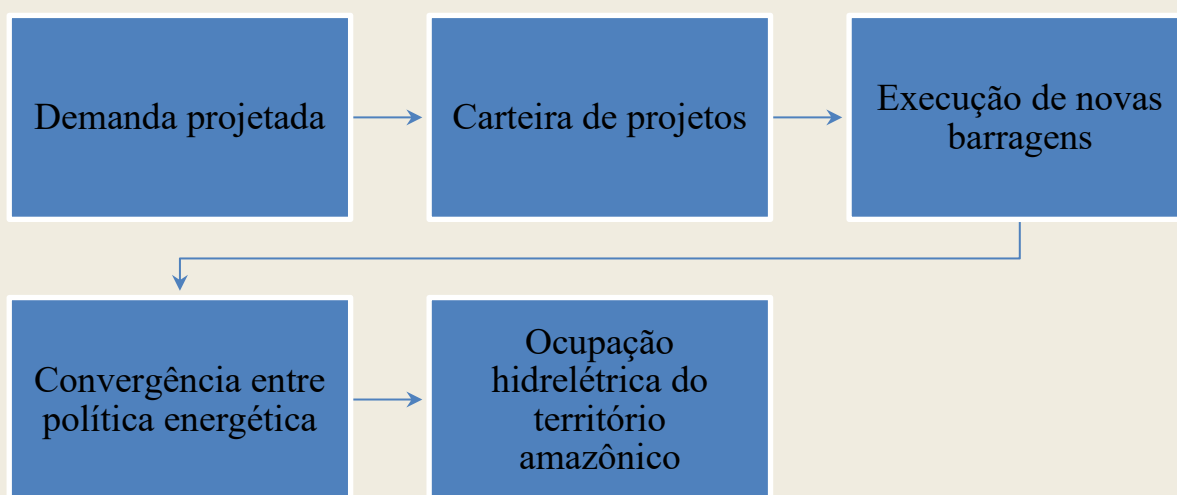 Demanda projetada
Carteira de projetos
Execução de novas
barragens
Convergência entre
política energética
Ocupação
hidrelétrica do
território
amazônico